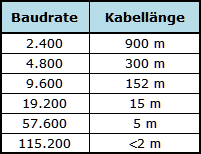 Baudrate Kabellänge
2.400 900 m
4.800 300 m
9.600 152 m
19.200 15 m
57.600 5 m
115.200 <2 m